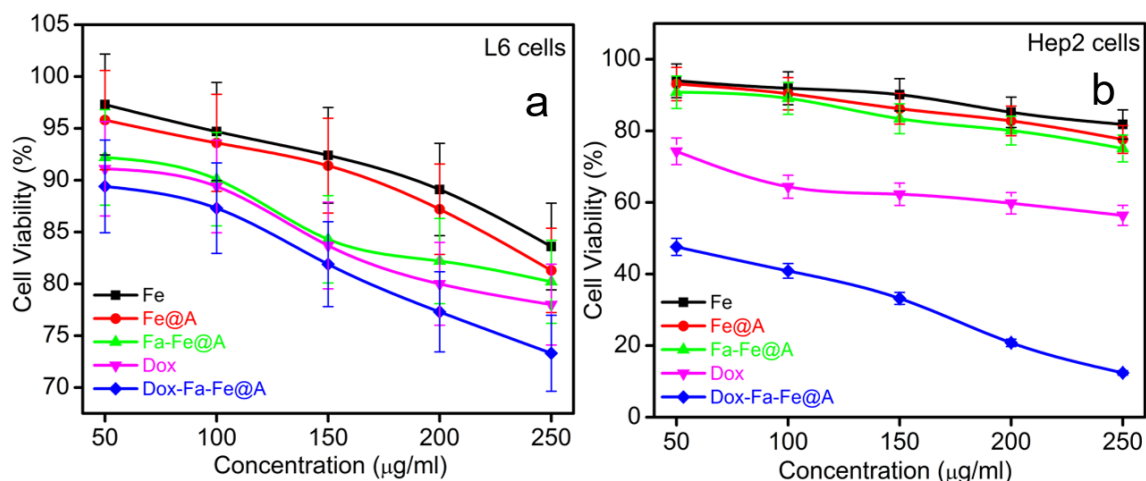 L6 cells
a
105
100
95
90
85
80
75
70
Cell Viability (%)
Fe
Fe@A
Fa-Fe@A
Dox
Dox-Fa-Fe@A
50 100 150 200 250
Concentration (μg/ml)
Hep2 cells
b
100
80
60
40
20
0
Cell Viability (%)
Fe
Fe@A
Fa-Fe@A
Dox
Dox-Fa-Fe@A
50 100 150 200 250
Concentration (μg/ml)